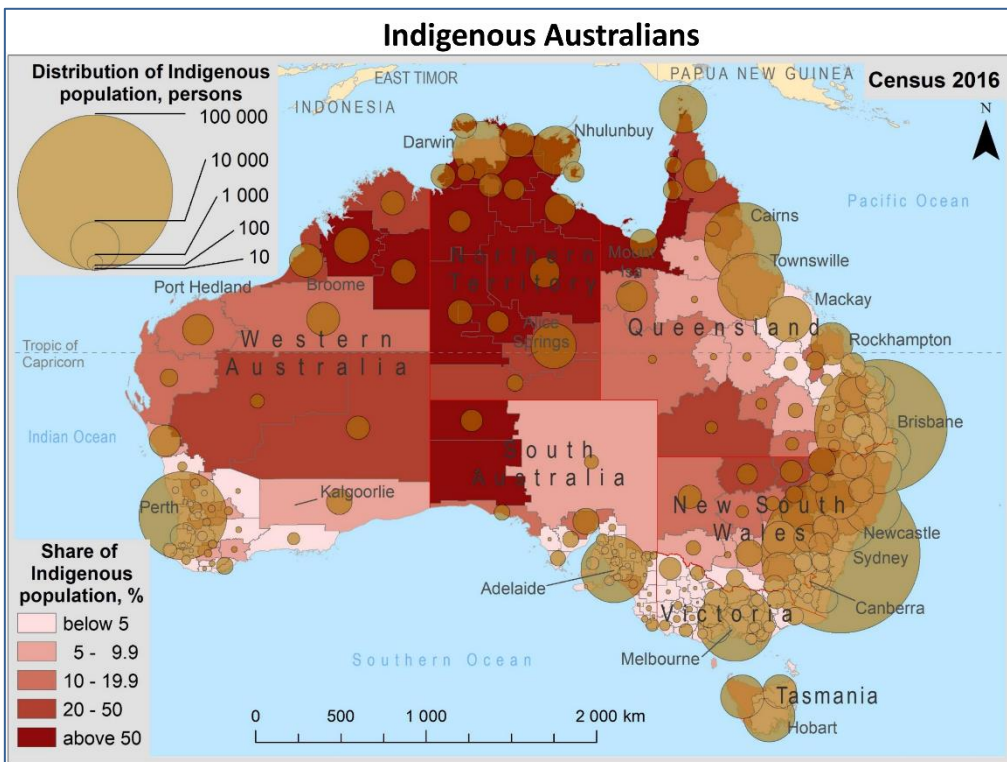 Indigenous Australians
Distribution of Indigenous
population, persons
100 000
10 000
1 000
100
10
EAST TIMOR
INDONESIA
PAPUA NEW GUINEA
Census 2016
N
Darwin
Nhulunbuy
Pacific Ocean
Cairns
Townswille
Mackay
Rockhampton
Brisbane
Port Hedland
Broome
Northern
Territory
Mount
Isa
Queensland
Alice
Springs
Western
Australia
Tropic of
Capricorn
Indian Ocean
South
Australia
Kalgoorlie
Perth
New South
Wales
Newcastle
Sydney
Canberra
Adelaide
Victoria
Melbourne
Southern Ocean
Tasmania
Hobart
Share of
Indigenous
population, %
below 5
5 - 9.9
10 - 19.9
20 - 50
above 50
0 500 1 000 2 000 km